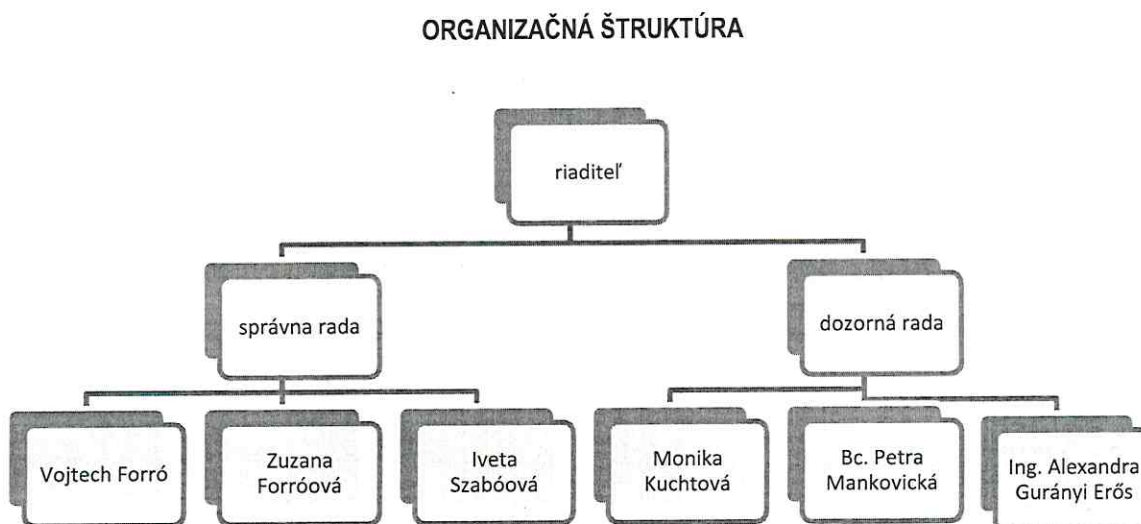 ORGANIZAČNÁ ŠTRUKTÚRA
riaditeľ
správna rada
dozorná rada
Vojtech Forró
Zuzana
Forróová
Iveta
Szabóová
Monika
Kuchtová
Bc. Petra
Mankovická
Ing. Alexandra
Gurányi Erős